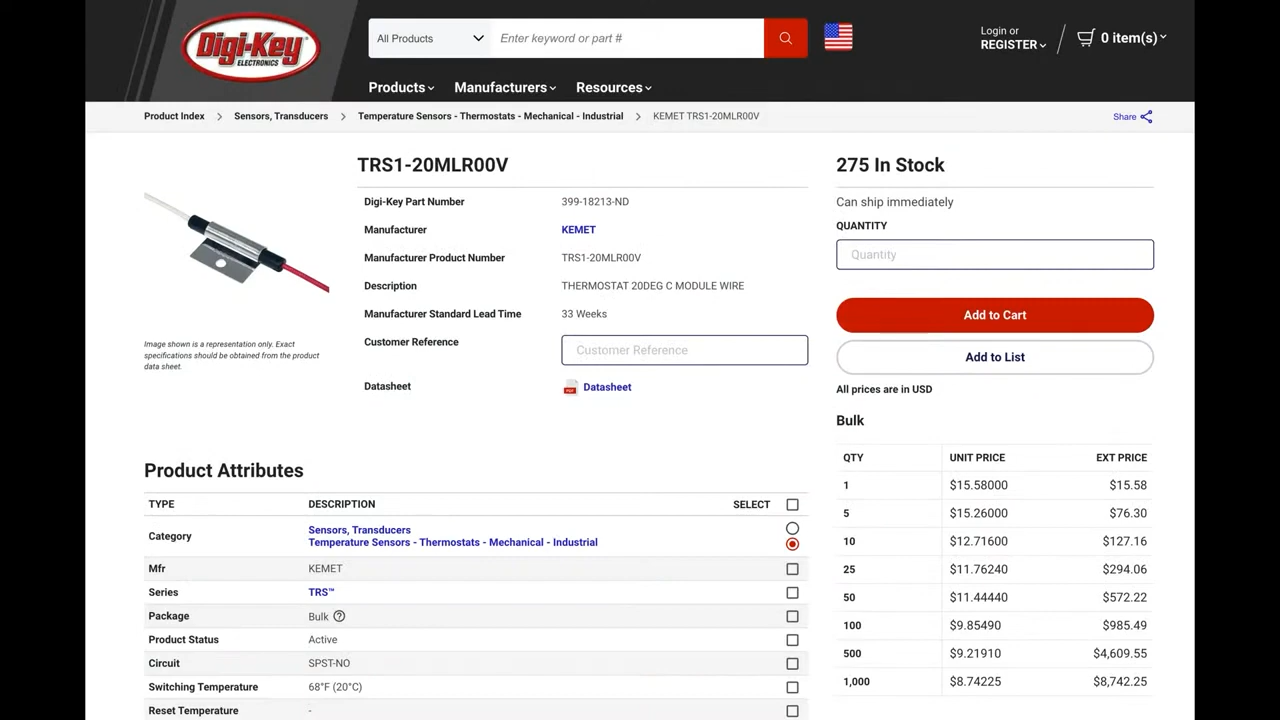 Digi-Key
ELECTRONICS
All Products
Enter keyword or part #
Login or
REGISTER
0 item(s)
Products
Manufacturers
Resources
Product Index
Sensors, Transducers
Temperature Sensors - Thermostats - Mechanical - Industrial
KEMET TRS1-20MLR00V
Share
TRS1-20MLR00V
Digi-Key Part Number 399-18213-ND
Manufacturer KEMET
Manufacturer Product Number TRS1-20MLR00V
Description THERMOSTAT 20DEG C MODULE WIRE
Manufacturer Standard Lead Time 33 Weeks
Customer Reference Customer Reference
Datasheet Datasheet
Image shown is a representation only. Exact
specifications should be obtained from the product
data sheet.
275 In Stock
Can ship immediately
QUANTITY
Quantity
Add to Cart
Add to List
All prices are in USD
Bulk
QTY UNIT PRICE EXT PRICE
1 $15.58000 $15.58
5 $15.26000 $76.30
10 $12.71600 $127.16
25 $11.76240 $294.06
50 $11.44440 $572.22
100 $9.85490 $985.49
500 $9.21910 $4,609.55
1,000 $8.74225 $8,742.25
Product Attributes
TYPE DESCRIPTION SELECT
Category Sensors, Transducers
Temperature Sensors - Thermostats - Mechanical - Industrial
Mfr KEMET
Series TRS™
Package Bulk ?
Product Status Active
Circuit SPST-NO
Switching Temperature 68°F (20°C)
Reset Temperature -